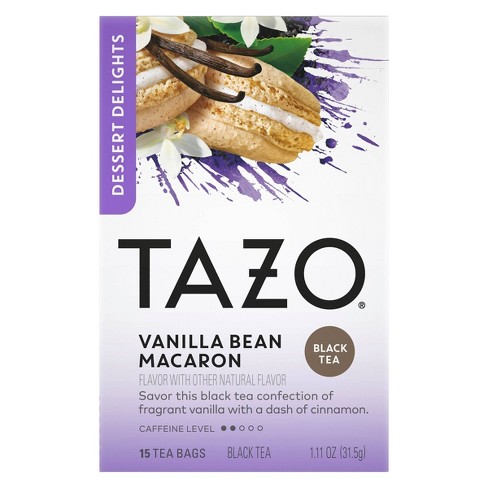 DESSERT DELIGHTS
TAZO®
VANILLA BEAN
MACARON
BLACK
TEA
FLAVOR WITH OTHER NATURAL FLAVOR
Savor this black tea confection of
fragrant vanilla with a dash of cinnamon.
CAFFEINE LEVEL
15 TEA BAGS BLACK TEA 1.11 OZ (31.5g)